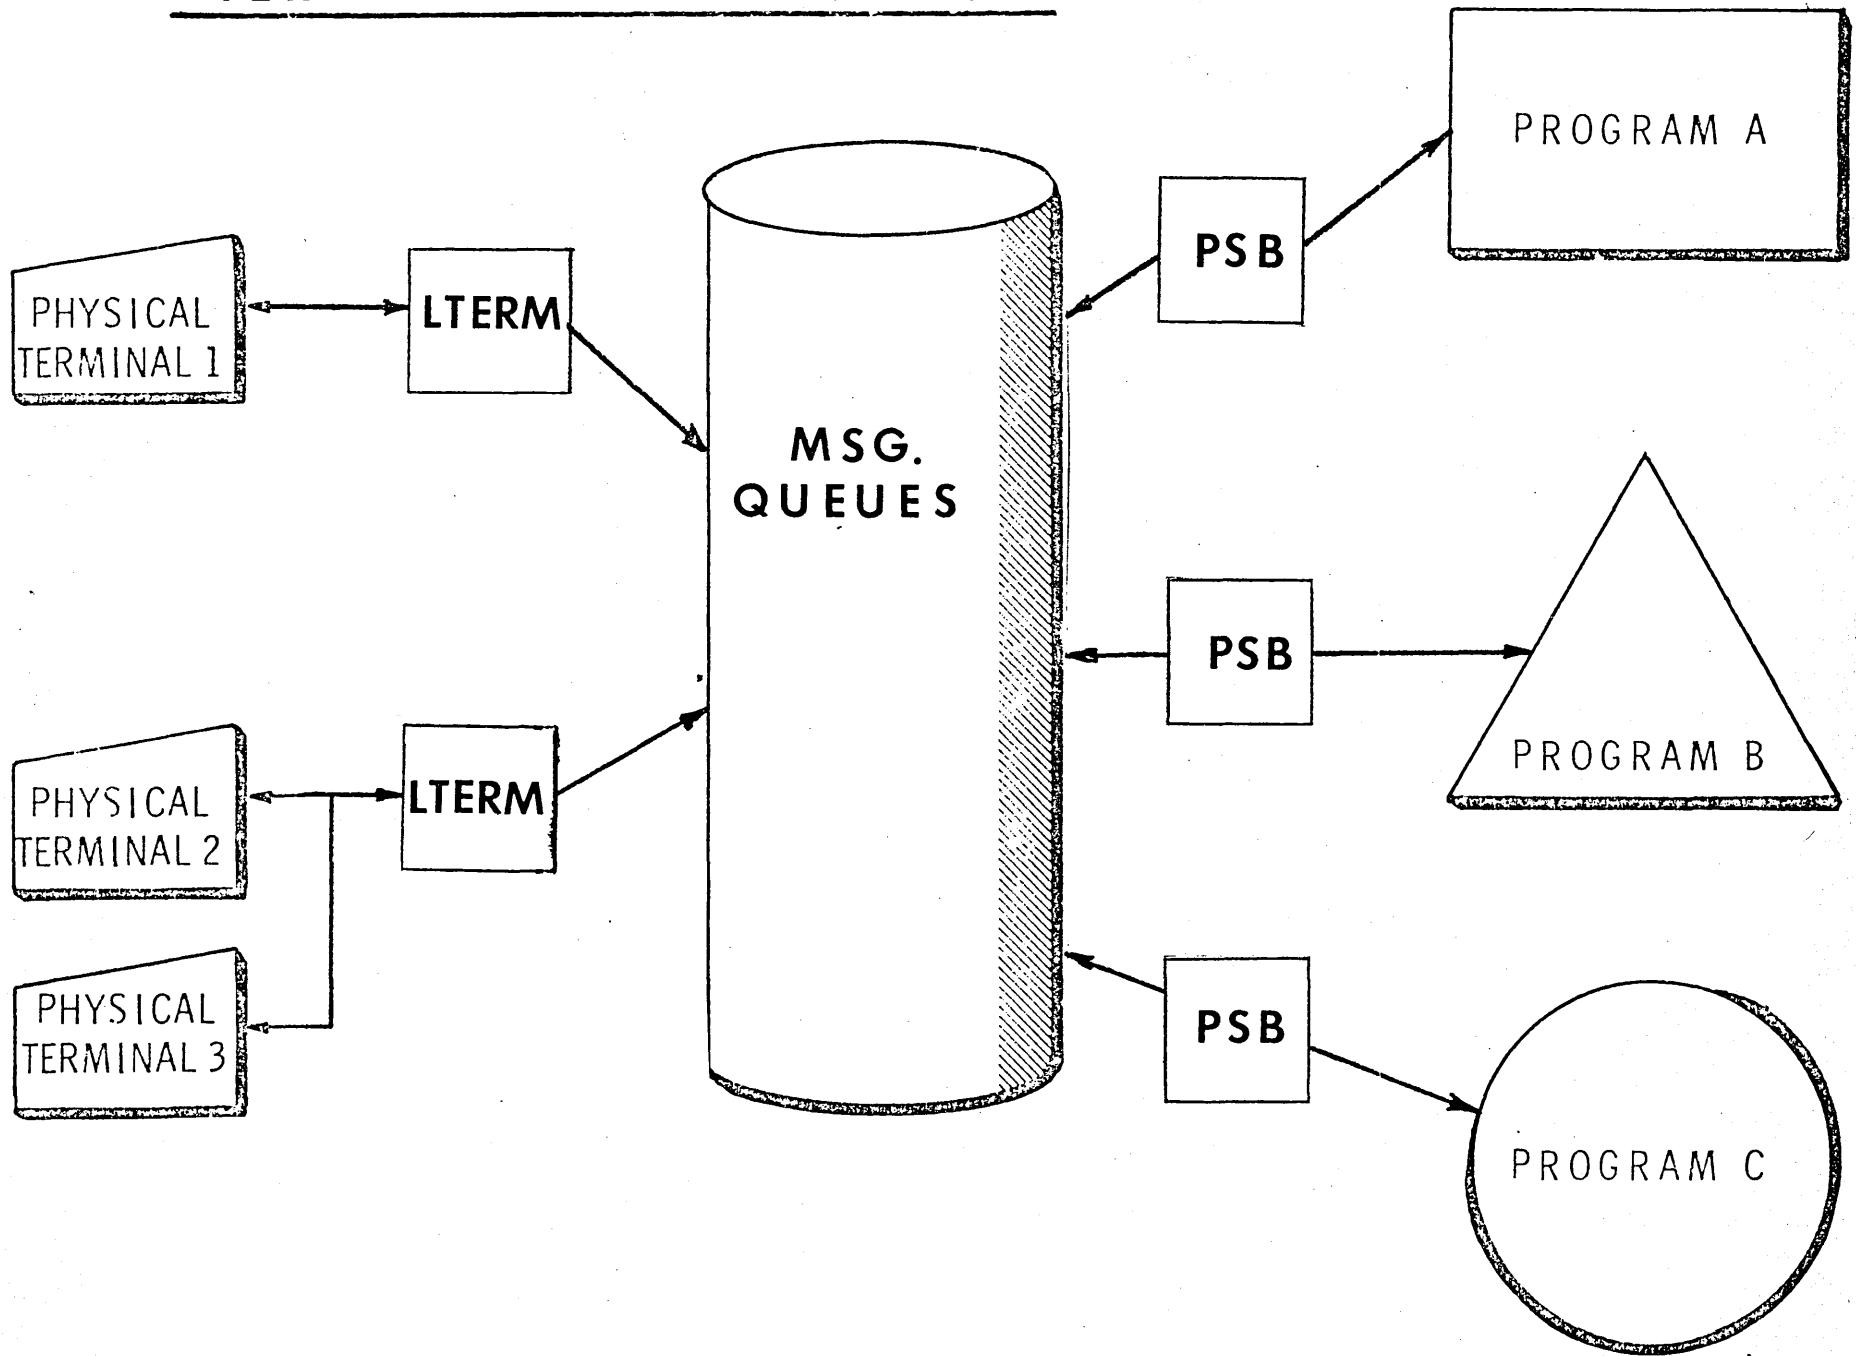 PROGRAM A
PSB
PHYSICAL
TERMINAL 1
LTERM
MSG.
QUEUES
PSB
PROGRAM B
PHYSICAL
TERMINAL 2
LTERM
PHYSICAL
TERMINAL 3
PSB
PROGRAM C